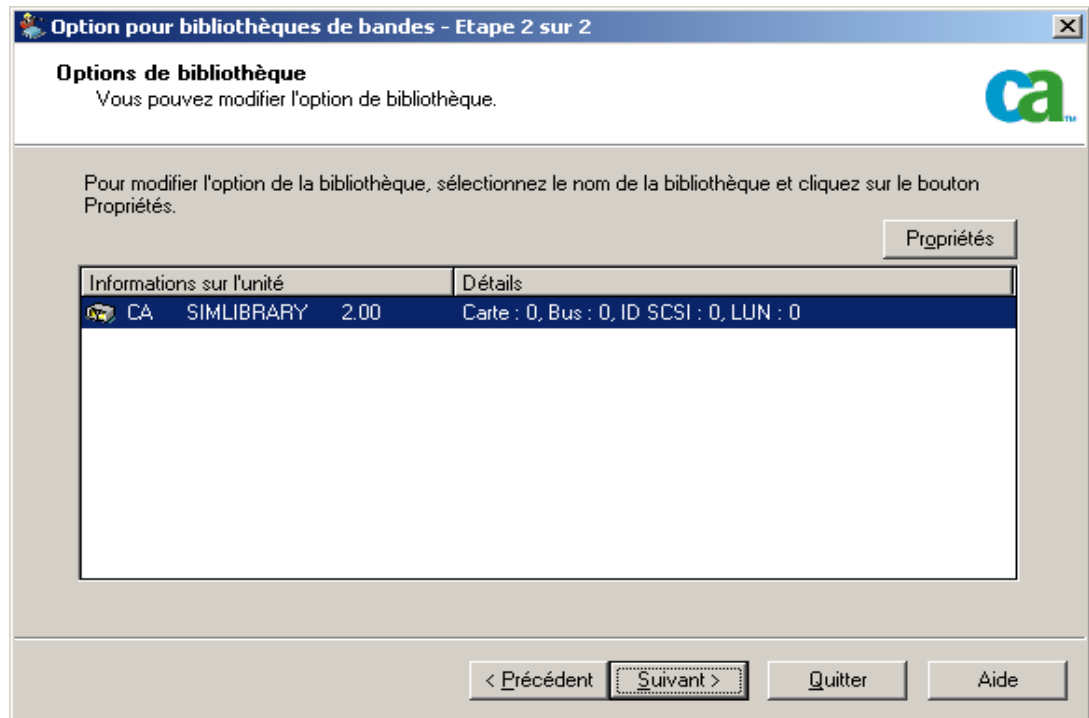 Option pour bibliothèques de bandes - Etape 2 sur 2
Options de bibliothèque
Vous pouvez modifier l'option de bibliothèque.
ca
TM
Pour modifier l'option de la bibliothèque, sélectionnez le nom de la bibliothèque et cliquez sur le bouton
Propriétés.
Propriétés
Informations sur l'unité Détails
CA SIMLIBRARY 2.00 Carte : 0, Bus : 0, ID SCSI : 0, LUN : 0
< Précédent Suivant > Quitter Aide